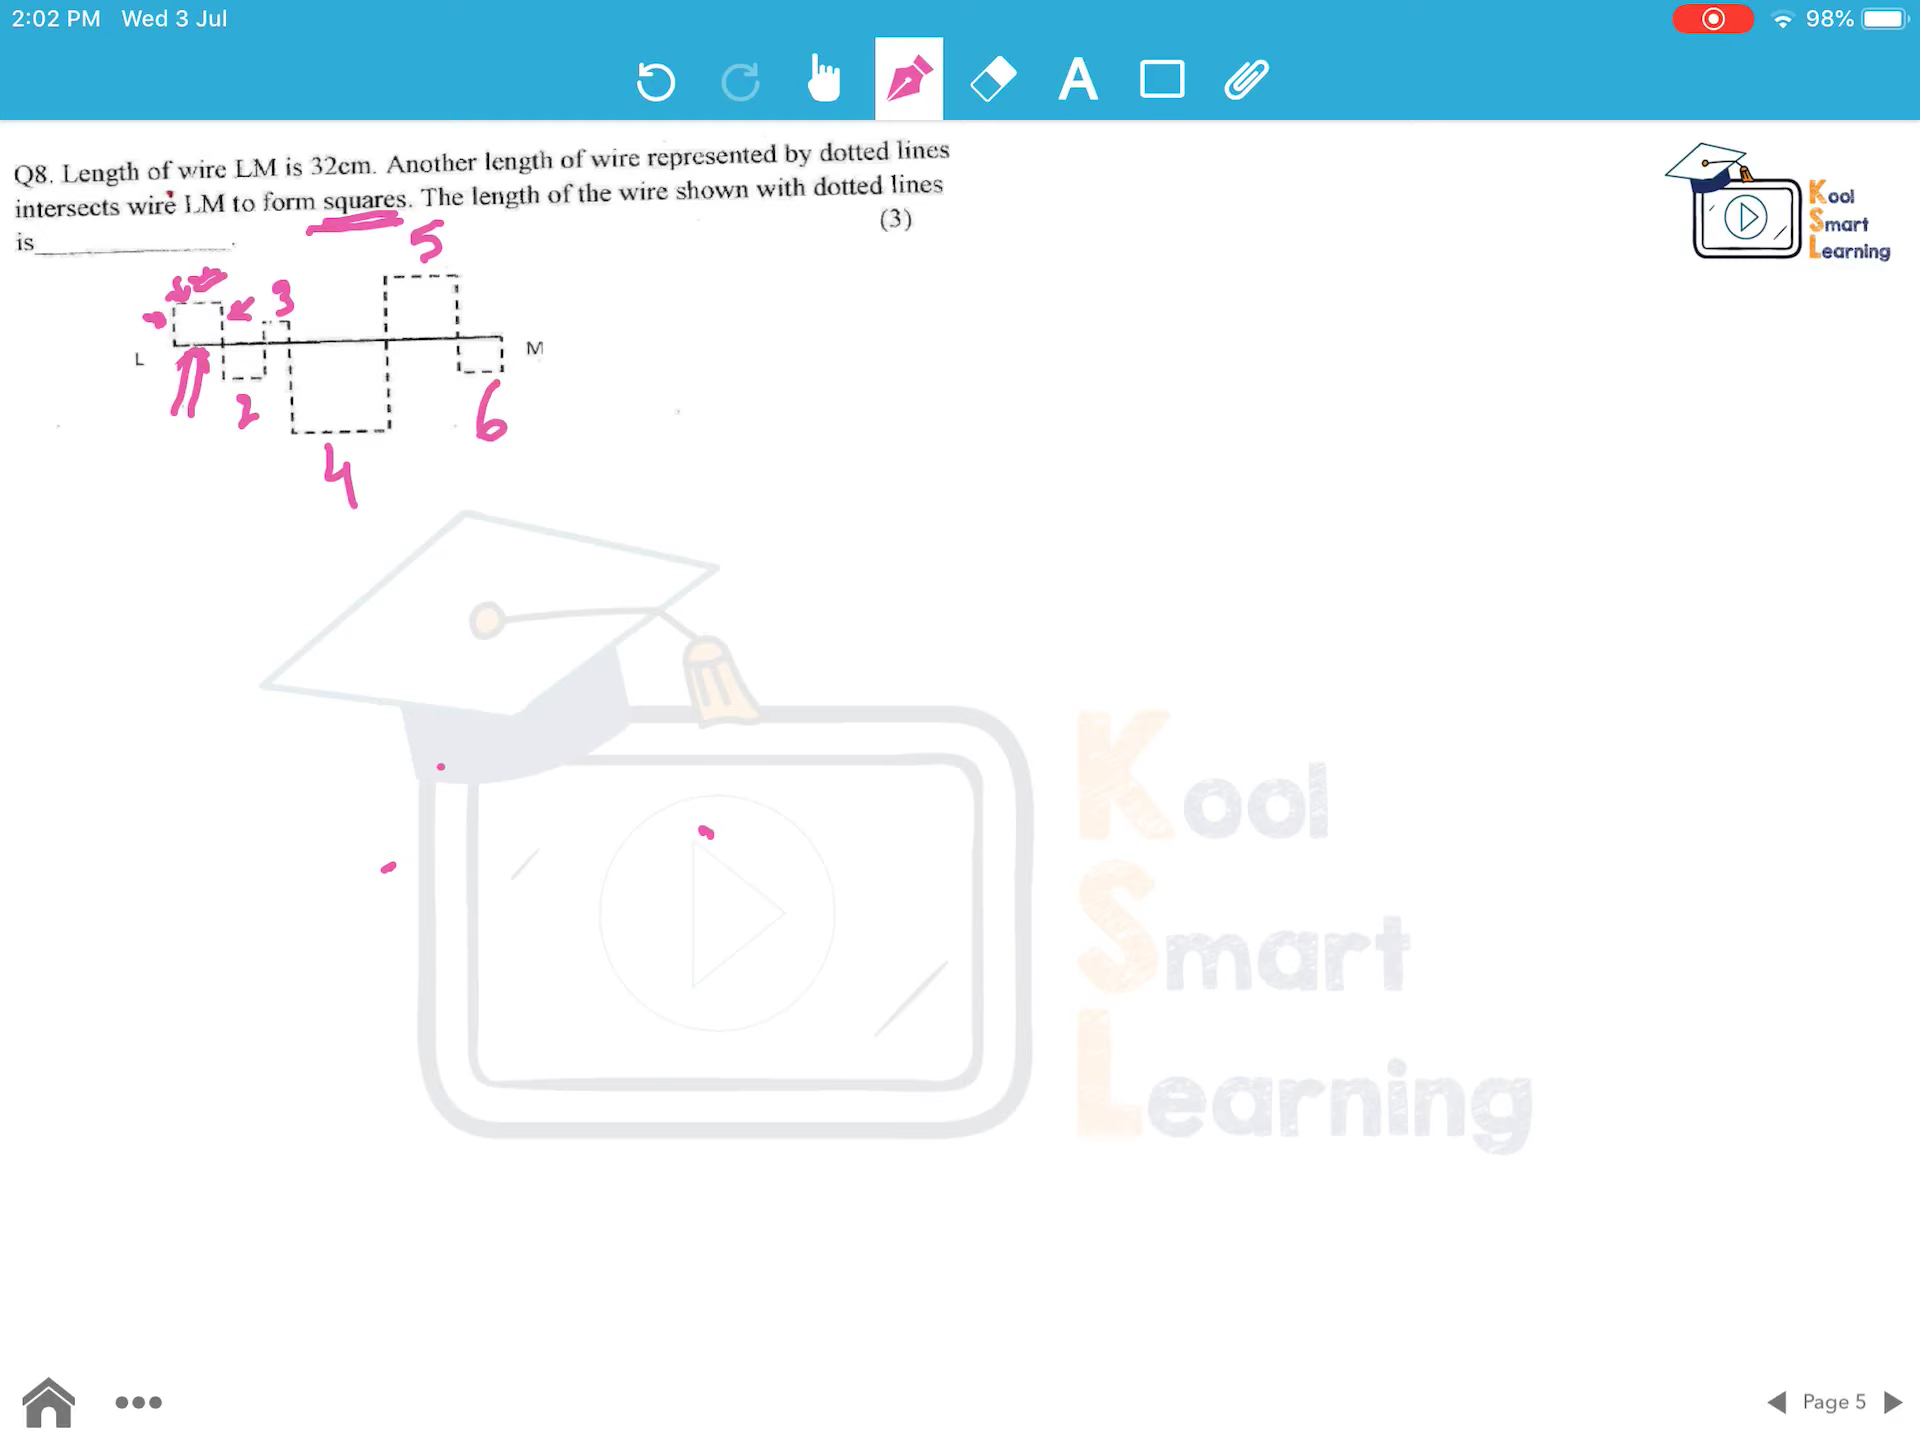 2:02 PM Wed 3 Jul
98%
A
Q8. Length of wire LM is 32cm. Another length of wire represented by dotted lines
intersects wire LM to form squares. The length of the wire shown with dotted lines
(3)
is_______________.
5
3
L
M
2
6
4
Kool
Smart
Learning
Kool
Smart
Learning
Page 5